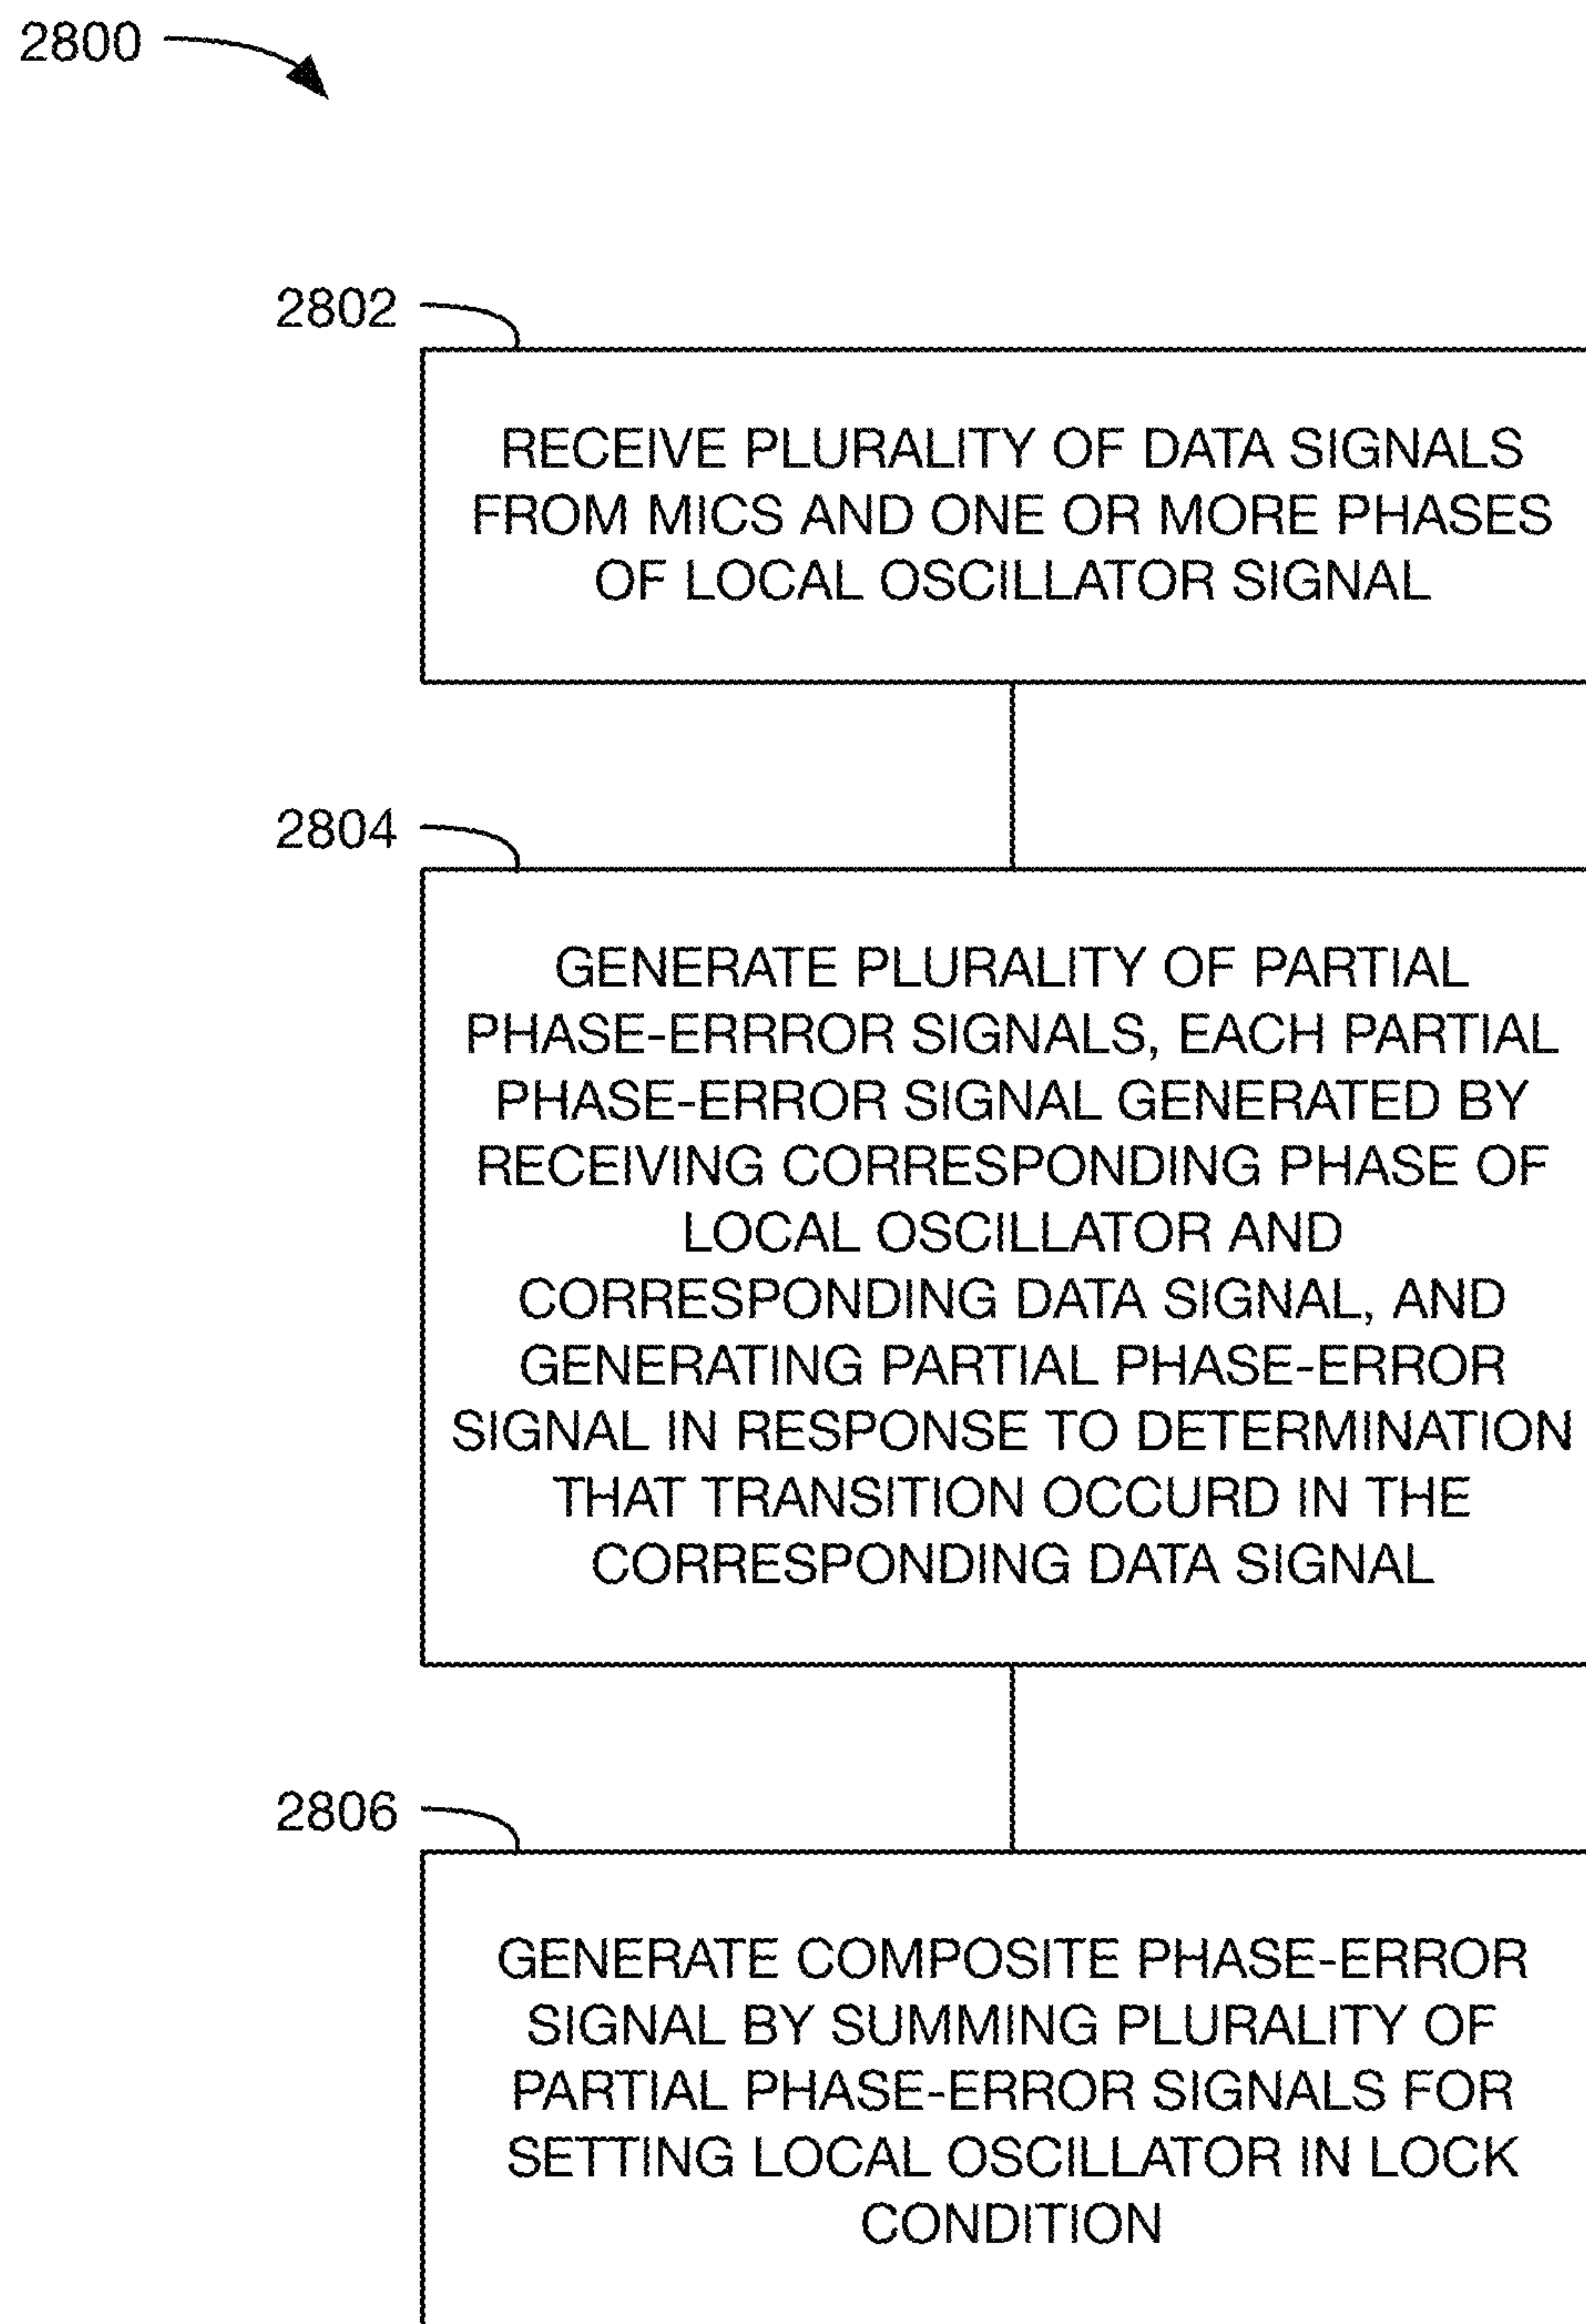 2800
2802
RECEIVE PLURALITY OF DATA SIGNALS
FROM MICS AND ONE OR MORE PHASES
OF LOCAL OSCILLATOR SIGNAL
2804
GENERATE PLURALITY OF PARTIAL
PHASE-ERRROR SIGNALS, EACH PARTIAL
PHASE-ERROR SIGNAL GENERATED BY
RECEIVING CORRESPONDING PHASE OF
LOCAL OSCILLATOR AND
CORRESPONDING DATA SIGNAL, AND
GENERATING PARTIAL PHASE-ERROR
SIGNAL IN RESPONSE TO DETERMINATION
THAT TRANSITION OCCURD IN THE
CORRESPONDING DATA SIGNAL
2806
GENERATE COMPOSITE PHASE-ERROR
SIGNAL BY SUMMING PLURALITY OF
PARTIAL PHASE-ERROR SIGNALS FOR
SETTING LOCAL OSCILLATOR IN LOCK
CONDITION